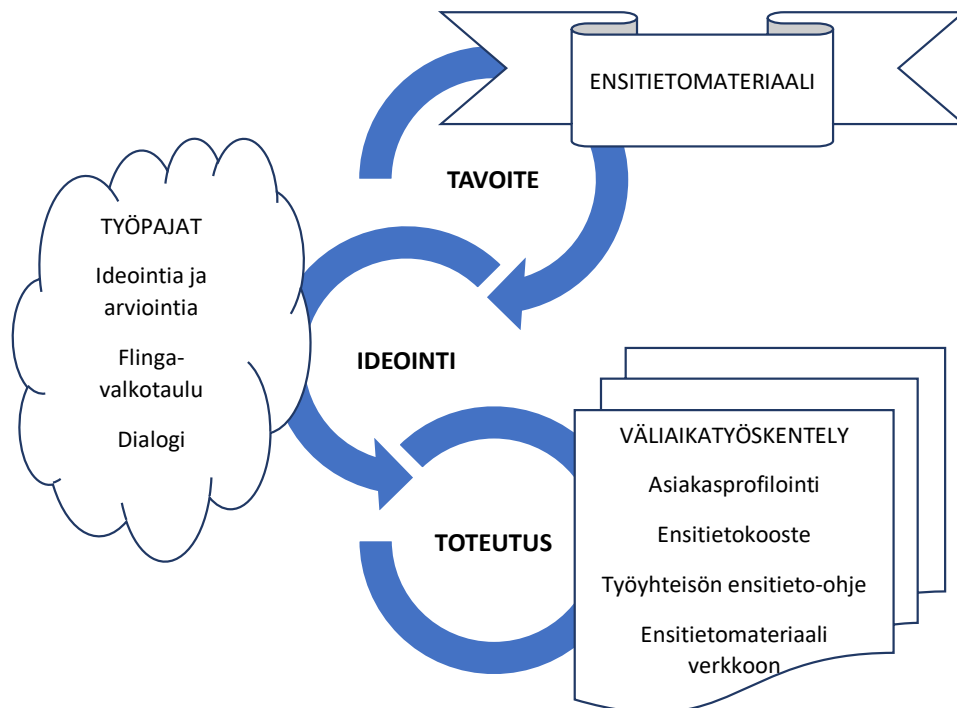 ENSITIETOMATERIAALI
TAVOITE
TYÖPAJAT
Ideointia ja
arviointia
Flinga-
valkotaulu
Dialogi
IDEOINTI
TOTEUTUS
VÄLIAIKATYÖSKENTELY
Asiakasprofilointi
Ensitietokooste
Työyhteisön ensitieto-ohje
Ensitietomateriaali
verkkoon